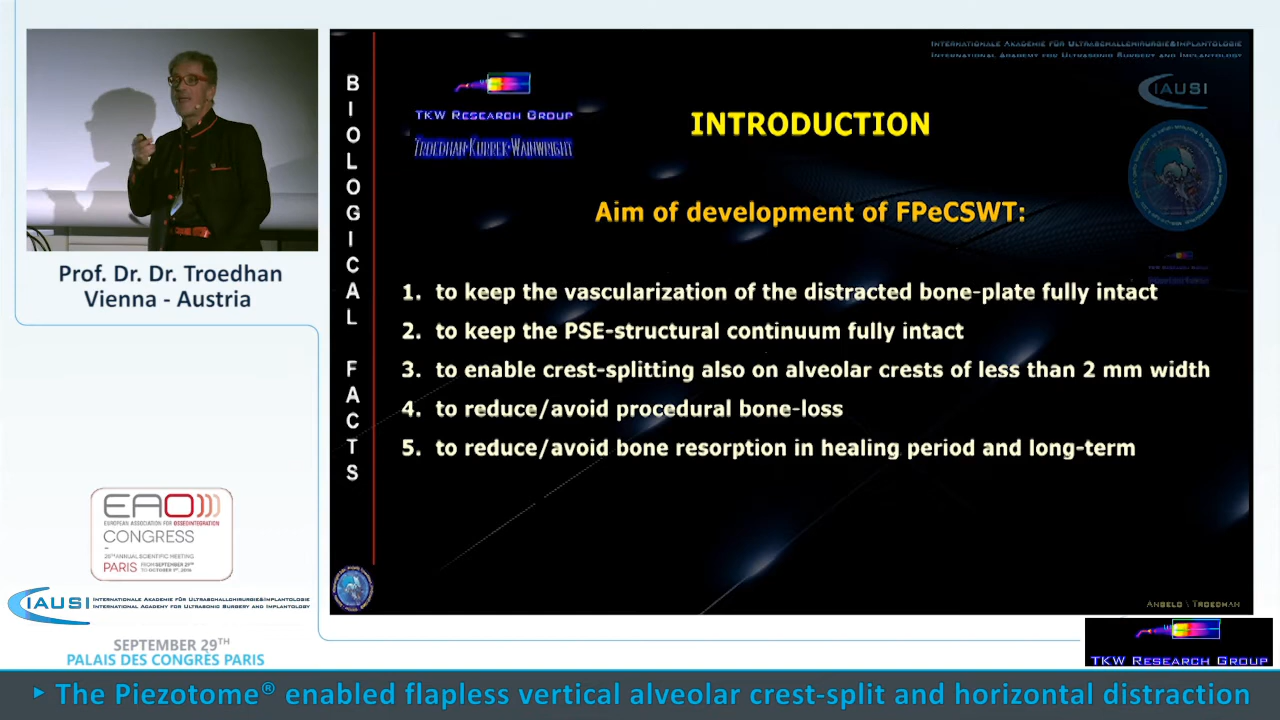 Prof. Dr. Dr. Troedhan
Vienna - Austria
EAO
EUROPEAN ASSOCIATION FOR OSSEOINTEGRATION
CONGRESS
PARIS
IAUSI
INTERNATIONALE AKADEMIE FÜR ULTRASCHALLCHIRURGIE&IMPLANTOLOGIE
INTERNATIONAL ACADEMY FOR ULTRASONIC SURGERY AND IMPLANTOLOGY
SEPTEMBER 29TH
PALAIS DES CONGRÈS PARIS
BIOLOGICAL FACTS
TKW RESEARCH GROUP
TROEDHAN·KURREK·WAINWRIGHT
INTERNATIONALE AKADEMIE FÜR ULTRASCHALLCHIRURGIE&IMPLANTOLOGIE
INTERNATIONAL ACADEMY FOR ULTRASONIC SURGERY AND IMPLANTOLOGY
IAUSI
INTRODUCTION
Aim of development of FPeCSWT:
1. to keep the vascularization of the distracted bone-plate fully intact
2. to keep the PSE-structural continuum fully intact
3. to enable crest-splitting also on alveolar crests of less than 2 mm width
4. to reduce/avoid procedural bone-loss
5. to reduce/avoid bone resorption in healing period and long-term
ANGELO \ TROEDHAN
TKW RESEARCH GROUP
The Piezotome® enabled flapless vertical alveolar crest-split and horizontal distraction